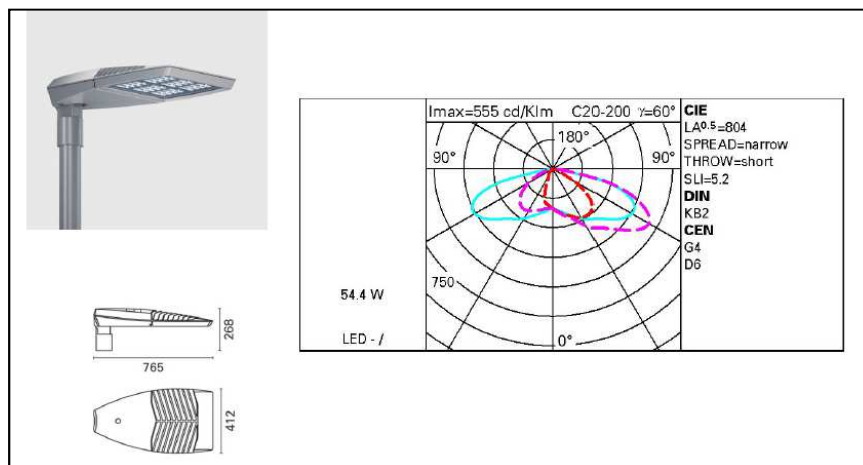 Imax=555 cd/Klm C20-200 γ=60°
180°
90° 90°
750
0°
54.4 W
LED - /
CIE
LA0.5=804
SPREAD=narrow
THROW=short
SLI=5.2
DIN
KB2
CEN
G4
D6
268
765
412